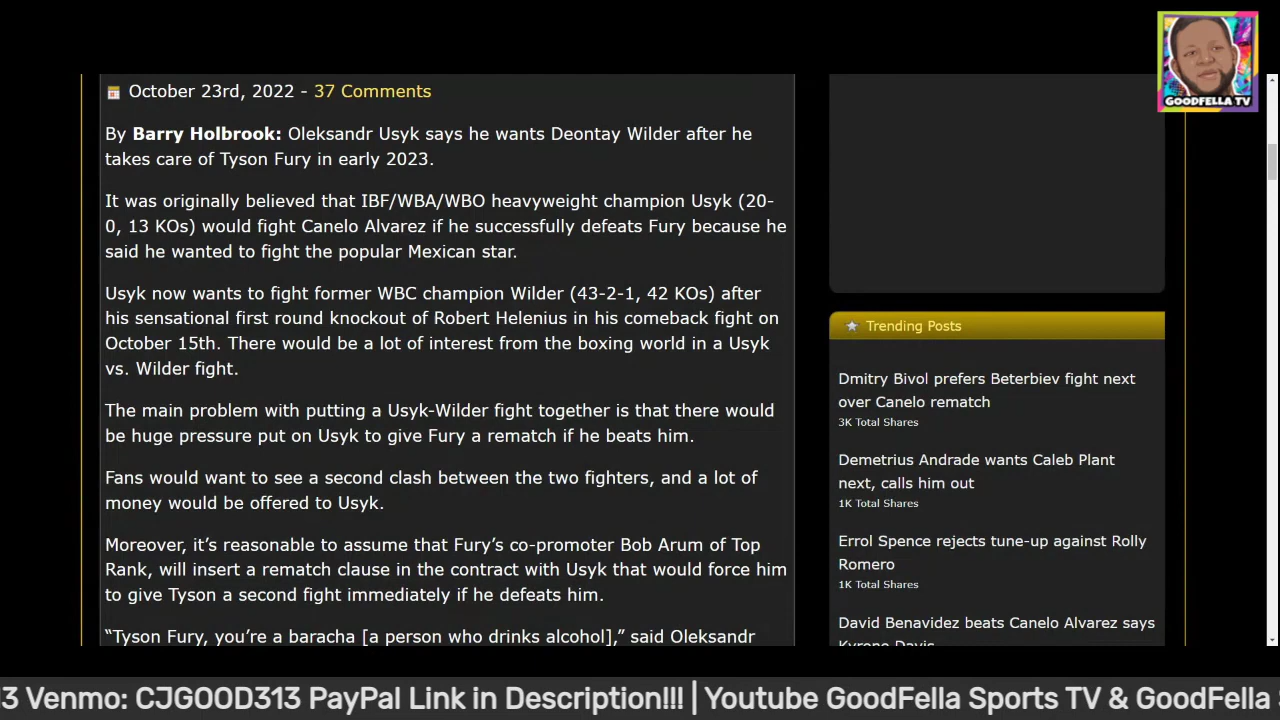 October 23rd, 2022 - 37 Comments
By Barry Holbrook: Oleksandr Usyk says he wants Deontay Wilder after he
takes care of Tyson Fury in early 2023.
It was originally believed that IBF/WBA/WBO heavyweight champion Usyk (20-
0, 13 KOs) would fight Canelo Alvarez if he successfully defeats Fury because he
said he wanted to fight the popular Mexican star.
Usyk now wants to fight former WBC champion Wilder (43-2-1, 42 KOs) after
his sensational first round knockout of Robert Helenius in his comeback fight on
October 15th. There would be a lot of interest from the boxing world in a Usyk
vs. Wilder fight.
The main problem with putting a Usyk-Wilder fight together is that there would
be huge pressure put on Usyk to give Fury a rematch if he beats him.
Fans would want to see a second clash between the two fighters, and a lot of
money would be offered to Usyk.
Moreover, it’s reasonable to assume that Fury’s co-promoter Bob Arum of Top
Rank, will insert a rematch clause in the contract with Usyk that would force him
to give Tyson a second fight immediately if he defeats him.
“Tyson Fury, you’re a baracha [a person who drinks alcohol],” said Oleksandr
GOODFELLA TV
Trending Posts
Dmitry Bivol prefers Beterbiev fight next
over Canelo rematch
3K Total Shares
Demetrius Andrade wants Caleb Plant
next, calls him out
1K Total Shares
Errol Spence rejects tune-up against Rolly
Romero
1K Total Shares
David Benavidez beats Canelo Alvarez says
Kyrone Davis
13 Venmo: CJGOOD313 PayPal Link in Description!!! | Youtube GoodFella Sports TV & GoodFella